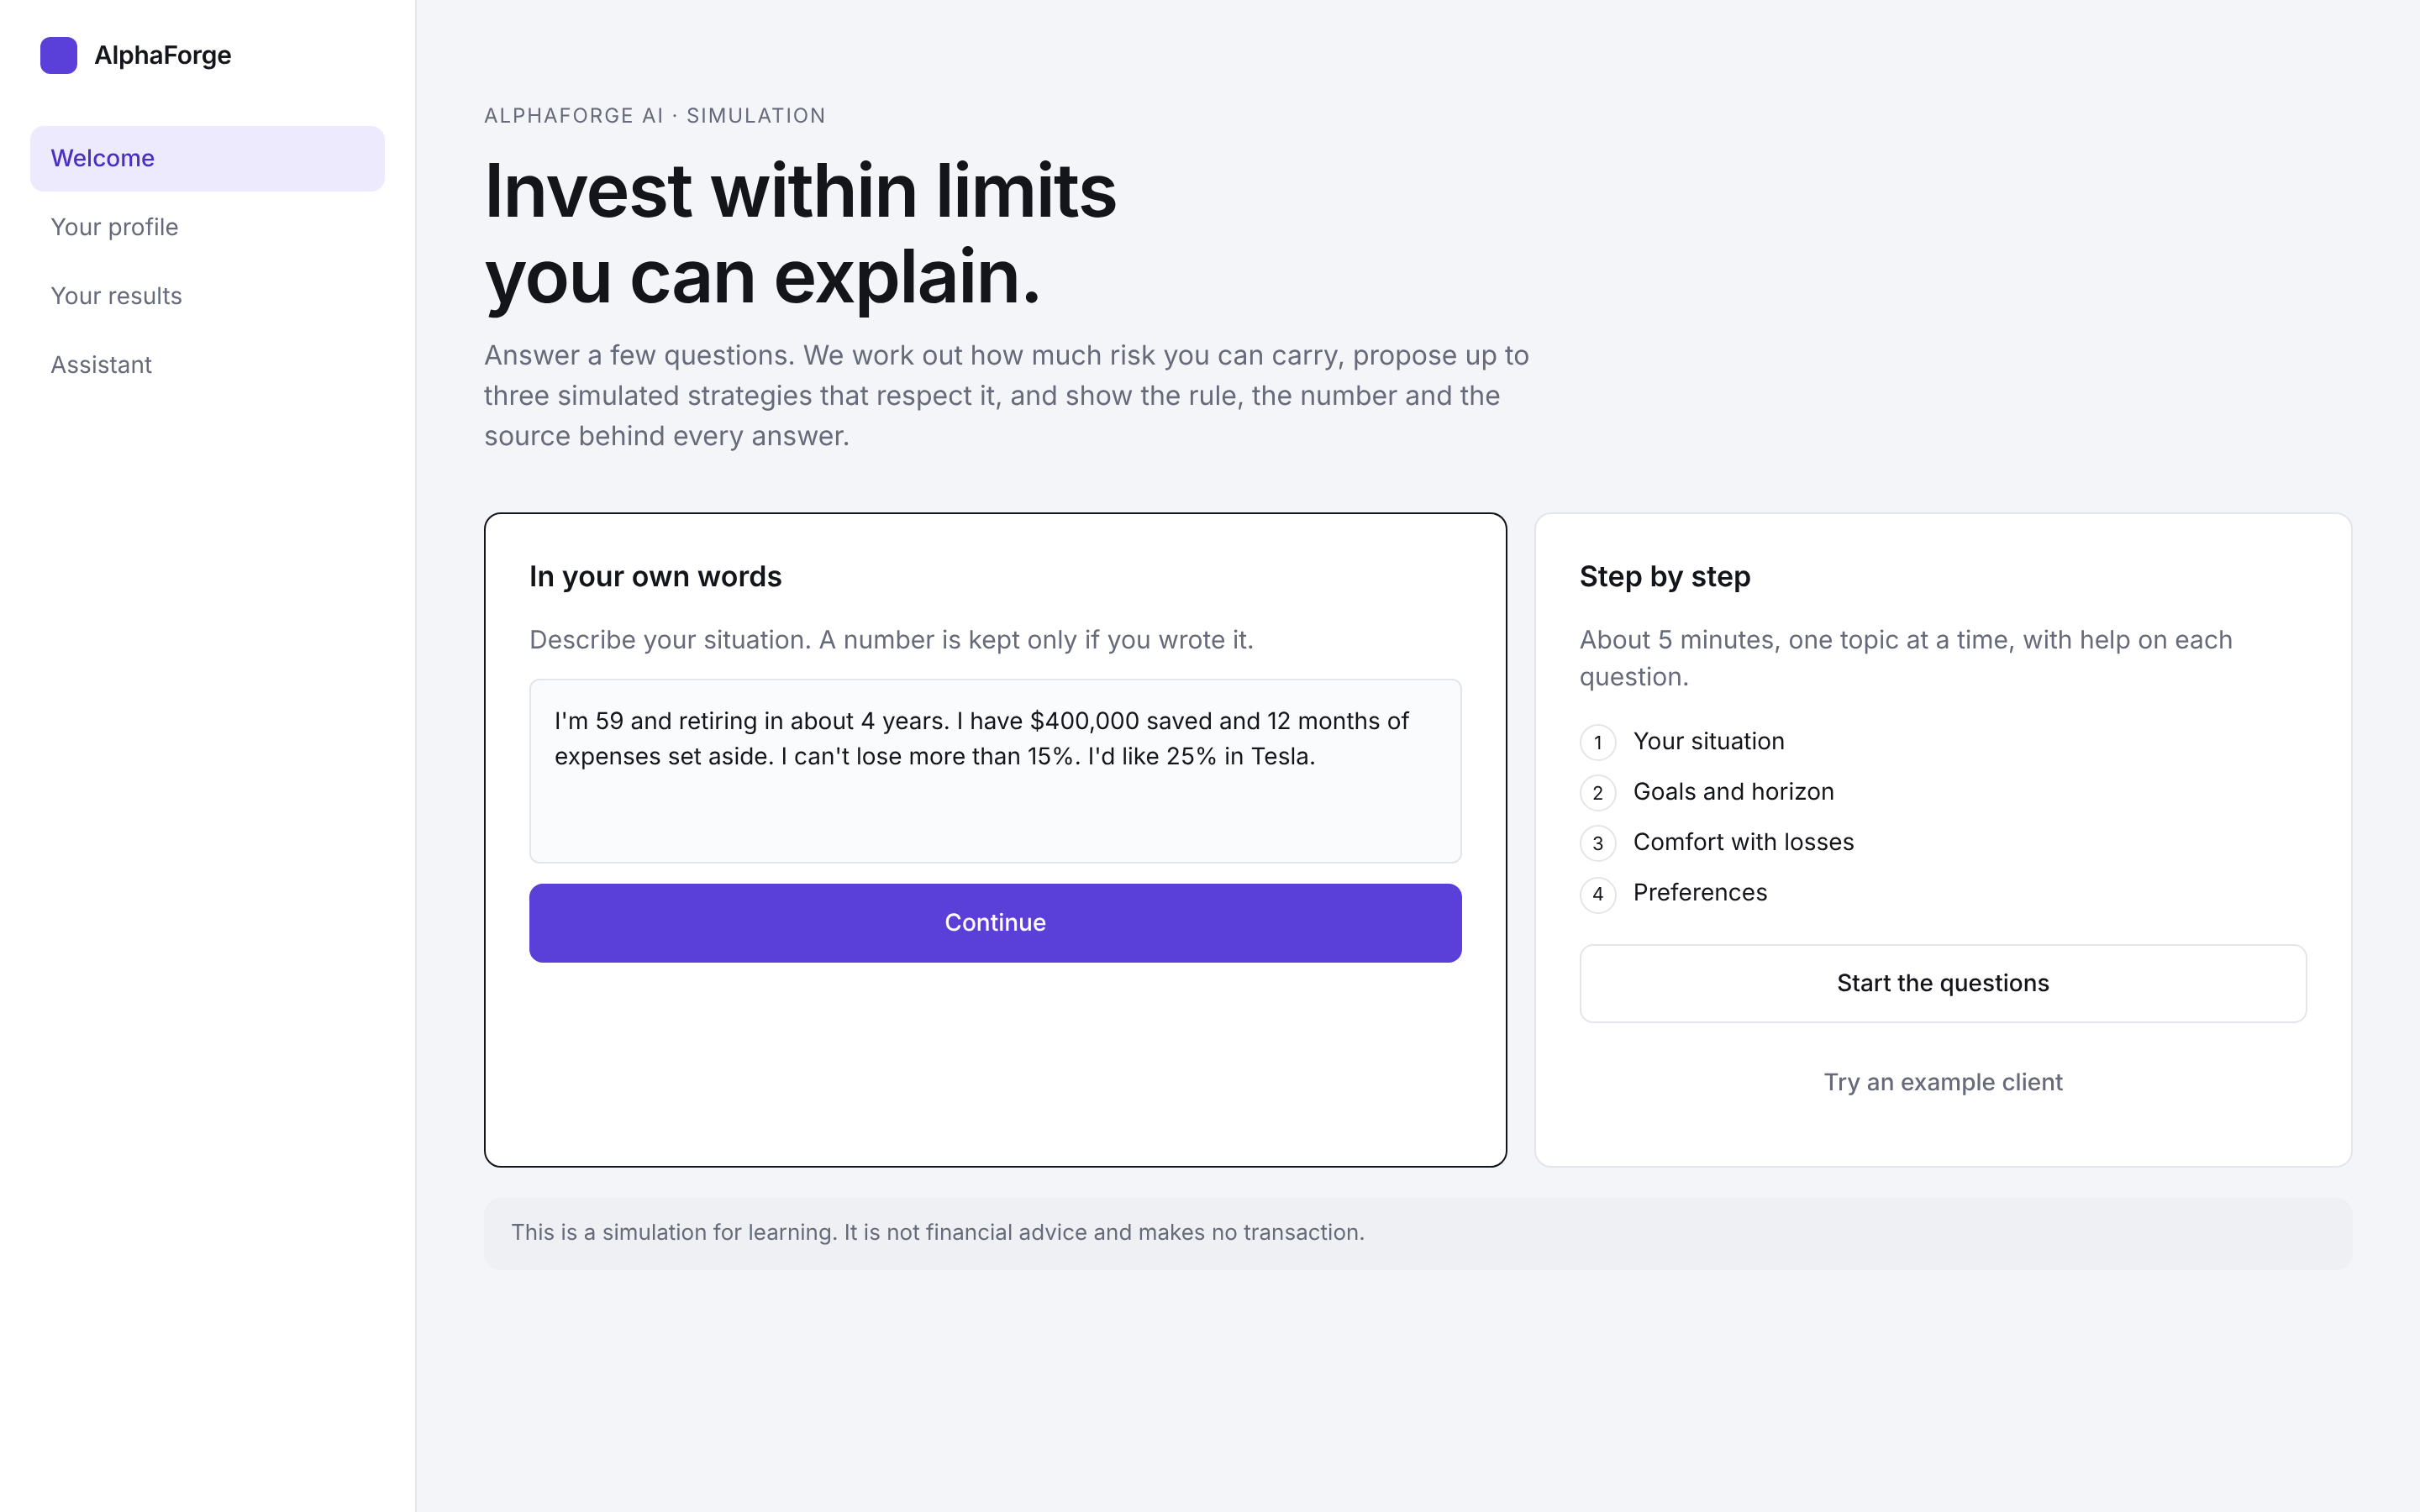 AlphaForge
Welcome
Your profile
Your results
Assistant
ALPHAFORGE AI · SIMULATION
Invest within limits
you can explain.
Answer a few questions. We work out how much risk you can carry, propose up to
three simulated strategies that respect it, and show the rule, the number and the
source behind every answer.
In your own words
Describe your situation. A number is kept only if you wrote it.
I'm 59 and retiring in about 4 years. I have $400,000 saved and 12 months of
expenses set aside. I can't lose more than 15%. I'd like 25% in Tesla.
Continue
Step by step
About 5 minutes, one topic at a time, with help on each
question.
1 Your situation
2 Goals and horizon
3 Comfort with losses
4 Preferences
Start the questions
Try an example client
This is a simulation for learning. It is not financial advice and makes no transaction.